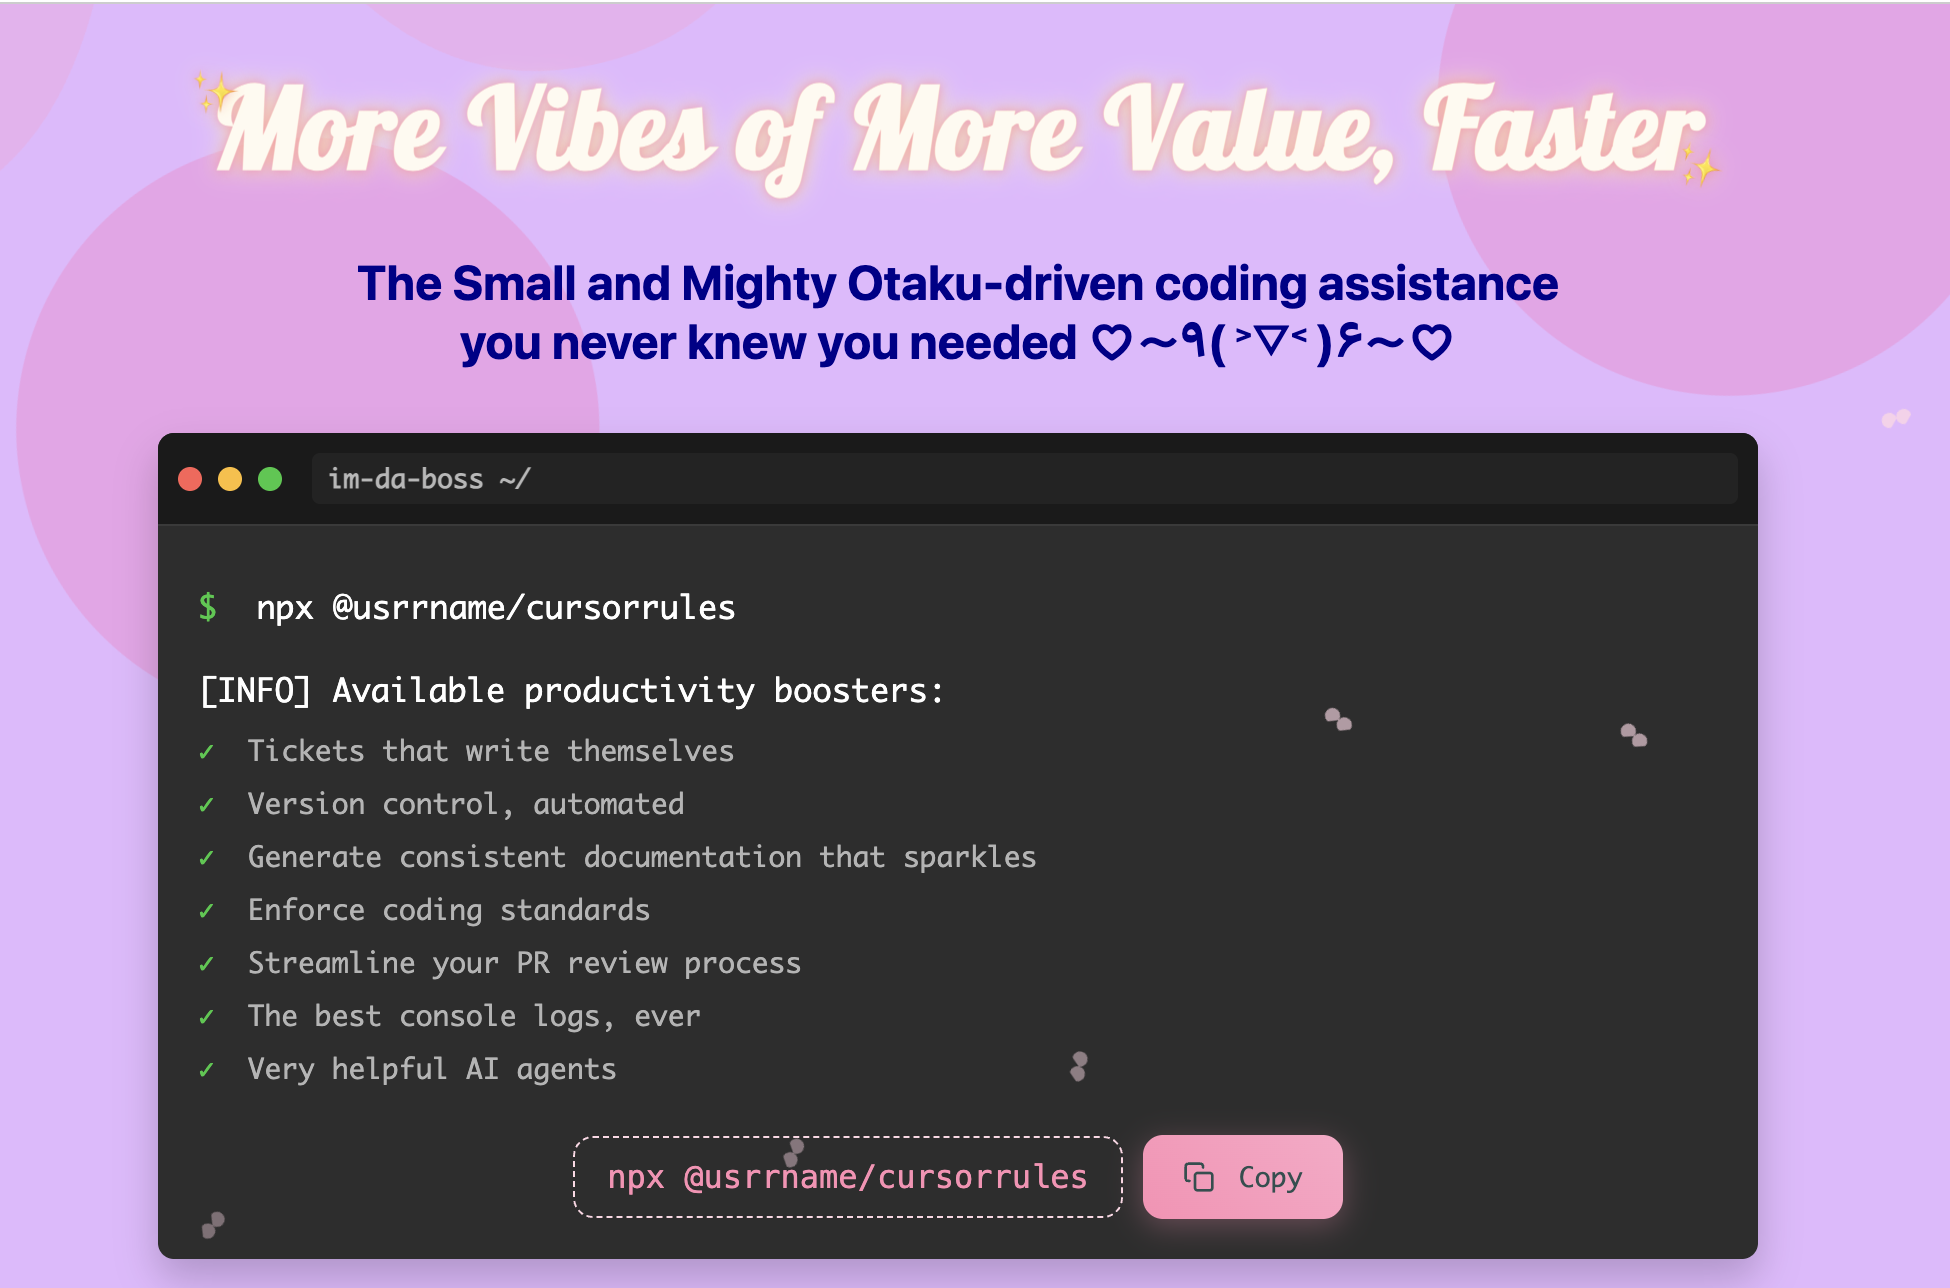 ✨More Vibes of More Value, Faster✨
The Small and Mighty Otaku-driven coding assistance
you never knew you needed ♡〜٩(˃▽˂)۶〜♡
im-da-boss ~/
$ npx @usrrname/cursorrules
[INFO] Available productivity boosters:
✓ Tickets that write themselves
✓ Version control, automated
✓ Generate consistent documentation that sparkles
✓ Enforce coding standards
✓ Streamline your PR review process
✓ The best console logs, ever
✓ Very helpful AI agents
npx @usrrname/cursorrules
Copy